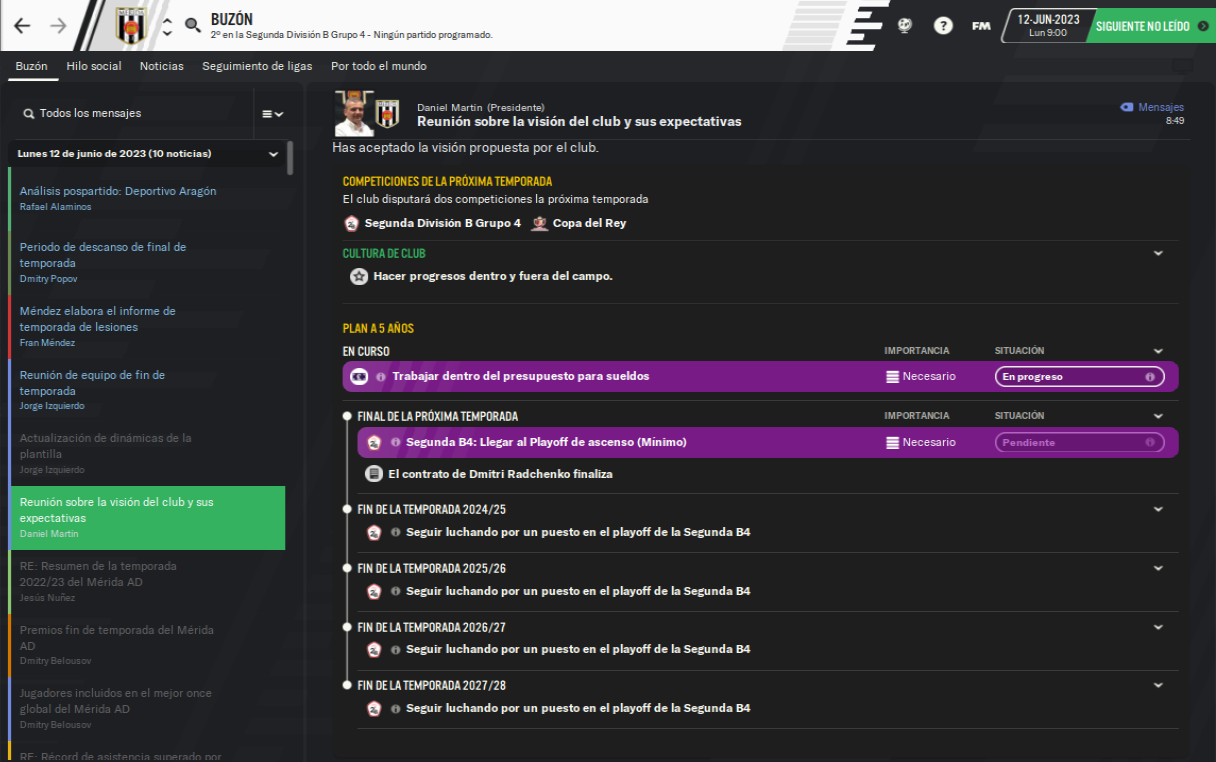 BUZÓN
2º en la Segunda División B Grupo 4 - Ningún partido programado.
FM
12-JUN-2023
Lun 9:00
SIGUIENTE NO LEÍDO
Buzón
Hilo social
Noticias
Seguimiento de ligas
Por todo el mundo
Todos los mensajes
Lunes 12 de junio de 2023 (10 noticias)
Análisis pospartido: Deportivo Aragón
Rafael Alaminos
Periodo de descanso de final de
temporada
Dmitry Popov
Méndez elabora el informe de
temporada de lesiones
Fran Méndez
Reunión de equipo de fin de
temporada
Jorge Izquierdo
Actualización de dinámicas de la
plantilla
Jorge Izquierdo
Reunión sobre la visión del club y sus
expectativas
Daniel Martín
RE: Resumen de la temporada
2022/23 del Mérida AD
Jesús Nuñez
Premios fin de temporada del Mérida
AD
Dmitry Belousov
Jugadores incluidos en el mejor once
global del Mérida AD
Dmitry Belousov
RE: Récord de asistencia superado por
Daniel Martín (Presidente)
Reunión sobre la visión del club y sus expectativas
Mensajes
8:49
Has aceptado la visión propuesta por el club.
COMPETICIONES DE LA PRÓXIMA TEMPORADA
El club disputará dos competiciones la próxima temporada
Segunda División B Grupo 4
Copa del Rey
CULTURA DE CLUB
Hacer progresos dentro y fuera del campo.
PLAN A 5 AÑOS
EN CURSO
IMPORTANCIA
SITUACIÓN
Trabajar dentro del presupuesto para sueldos
Necesario
En progreso
FINAL DE LA PRÓXIMA TEMPORADA
IMPORTANCIA
SITUACIÓN
Segunda B4: Llegar al Playoff de ascenso (Mínimo)
Necesario
Pendiente
El contrato de Dmitri Radchenko finaliza
FIN DE LA TEMPORADA 2024/25
Seguir luchando por un puesto en el playoff de la Segunda B4
FIN DE LA TEMPORADA 2025/26
Seguir luchando por un puesto en el playoff de la Segunda B4
FIN DE LA TEMPORADA 2026/27
Seguir luchando por un puesto en el playoff de la Segunda B4
FIN DE LA TEMPORADA 2027/28
Seguir luchando por un puesto en el playoff de la Segunda B4